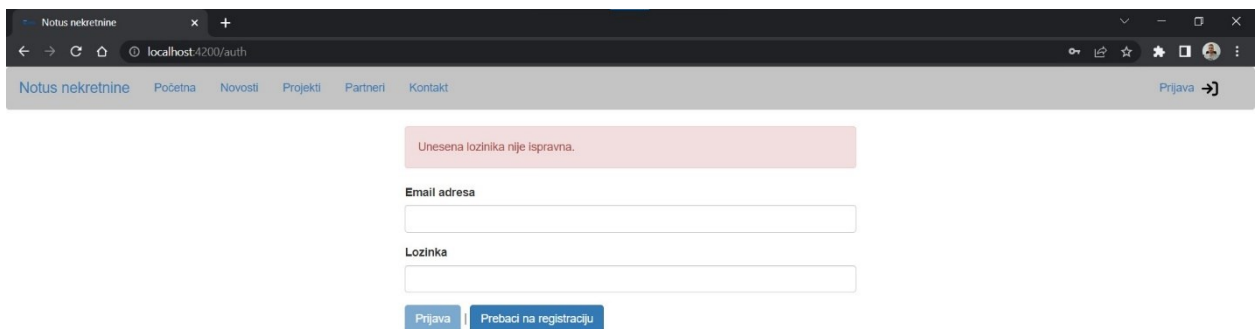 Notus nekretnine
localhost:4200/auth
Notus nekretnine Početna Novosti Projekti Partneri Kontakt Prijava
Unesena lozinika nije ispravna.
Email adresa
Lozinka
Prijava | Prebaci na registraciju